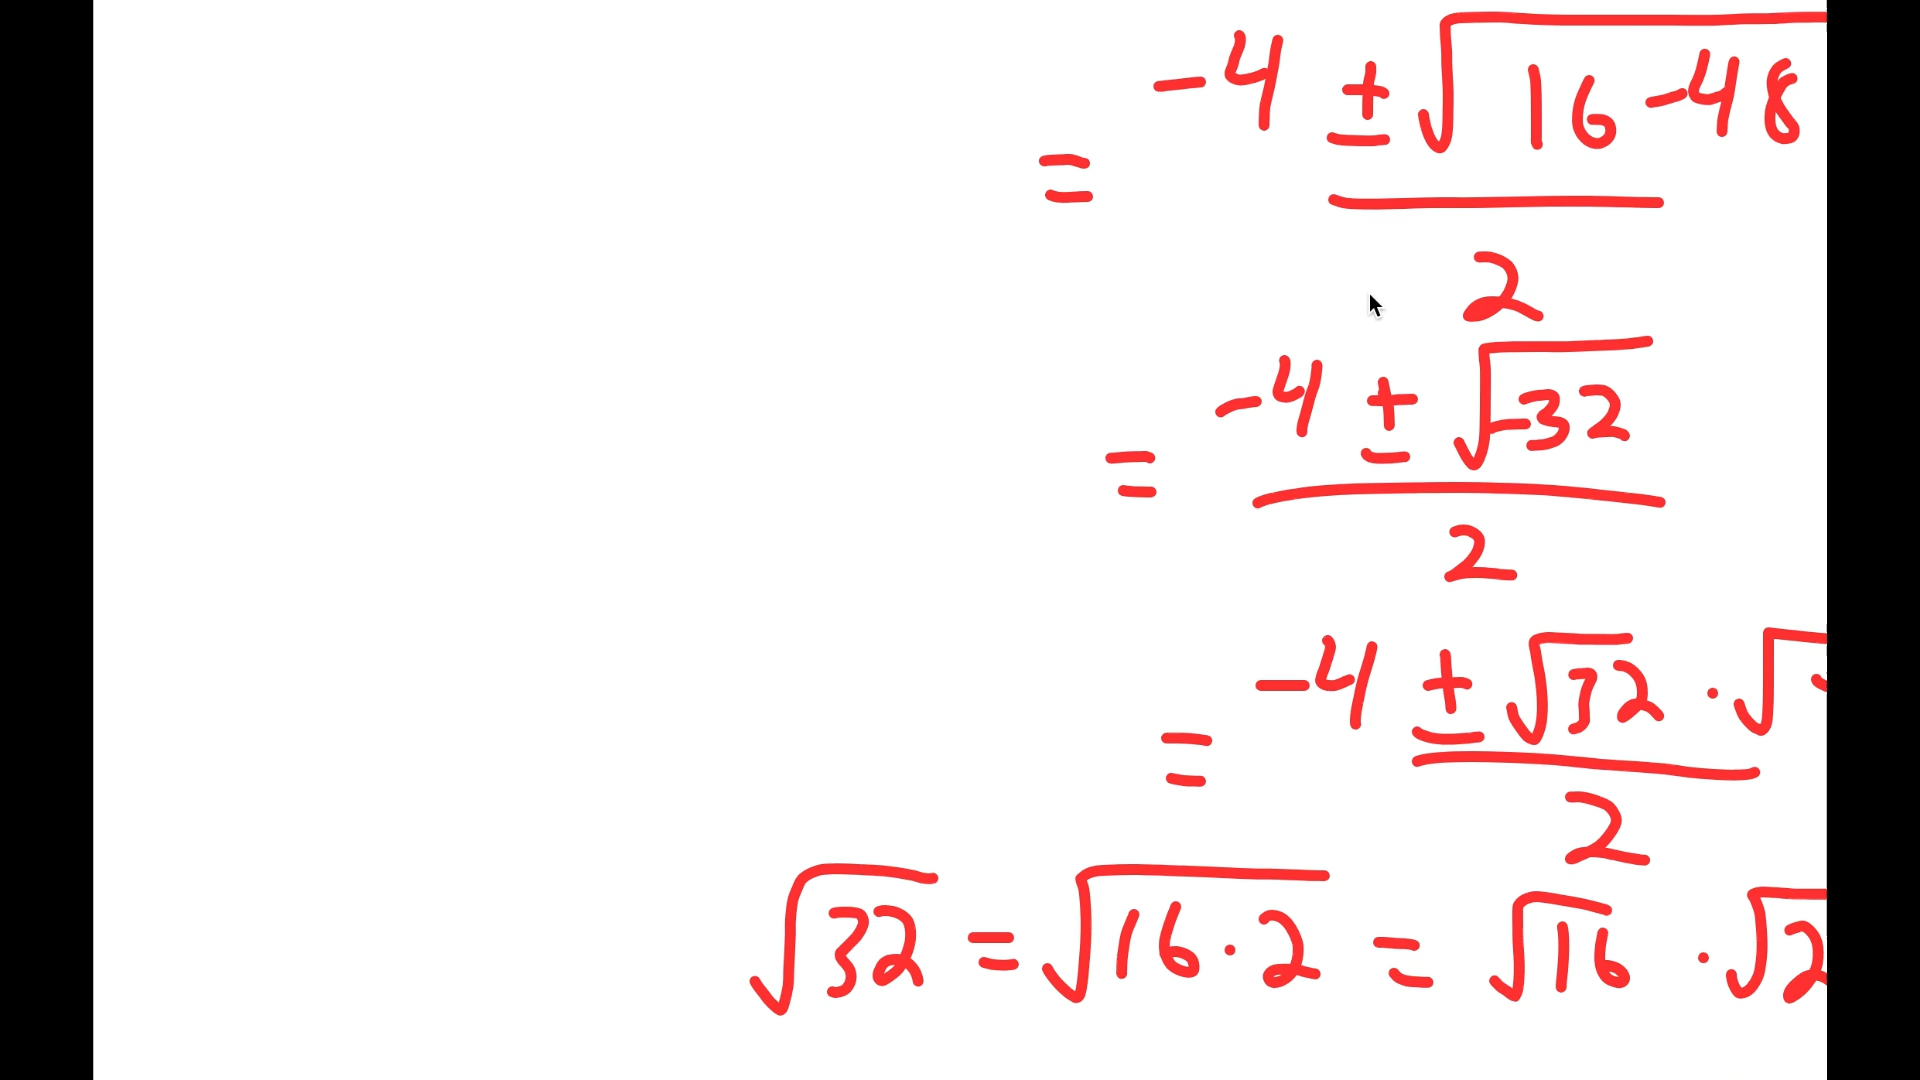 = (-4 ± √(16 - 48)) / 2
= (-4 ± √-32) / 2
= (-4 ± √32 · √) / 2
√32 = √(16 · 2) = √16 · √2